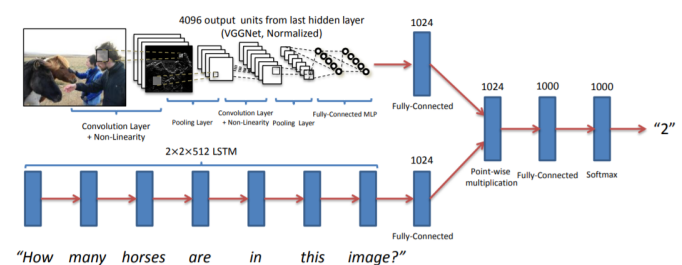 4096 output units from last hidden layer
(VGGNet, Normalized)
1024
Convolution Layer
+ Non-Linearity
Pooling Layer
Convolution Layer
+ Non-Linearity
Pooling Layer
Fully-Connected MLP
Fully-Connected
1024
1000
1000
"2"
2×2×512 LSTM
1024
Point-wise
multiplication
Fully-Connected
Softmax
Fully-Connected
"How many horses are in this image?"